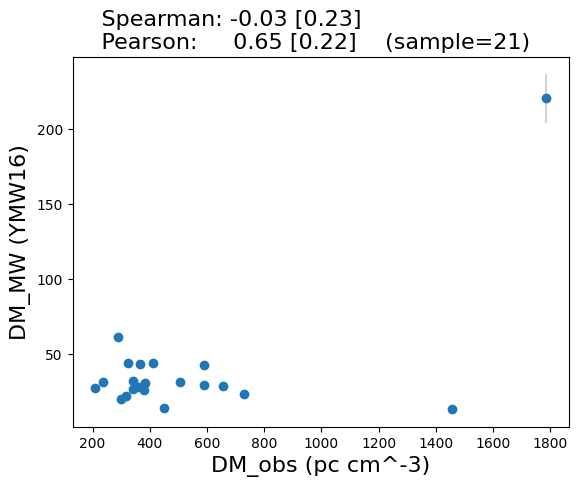 Spearman: -0.03 [0.23]
Pearson: 0.65 [0.22] (sample=21)
DM_MW (YMW16)
200
150
100
50
200 400 600 800 1000 1200 1400 1600 1800
DM_obs (pc cm^-3)